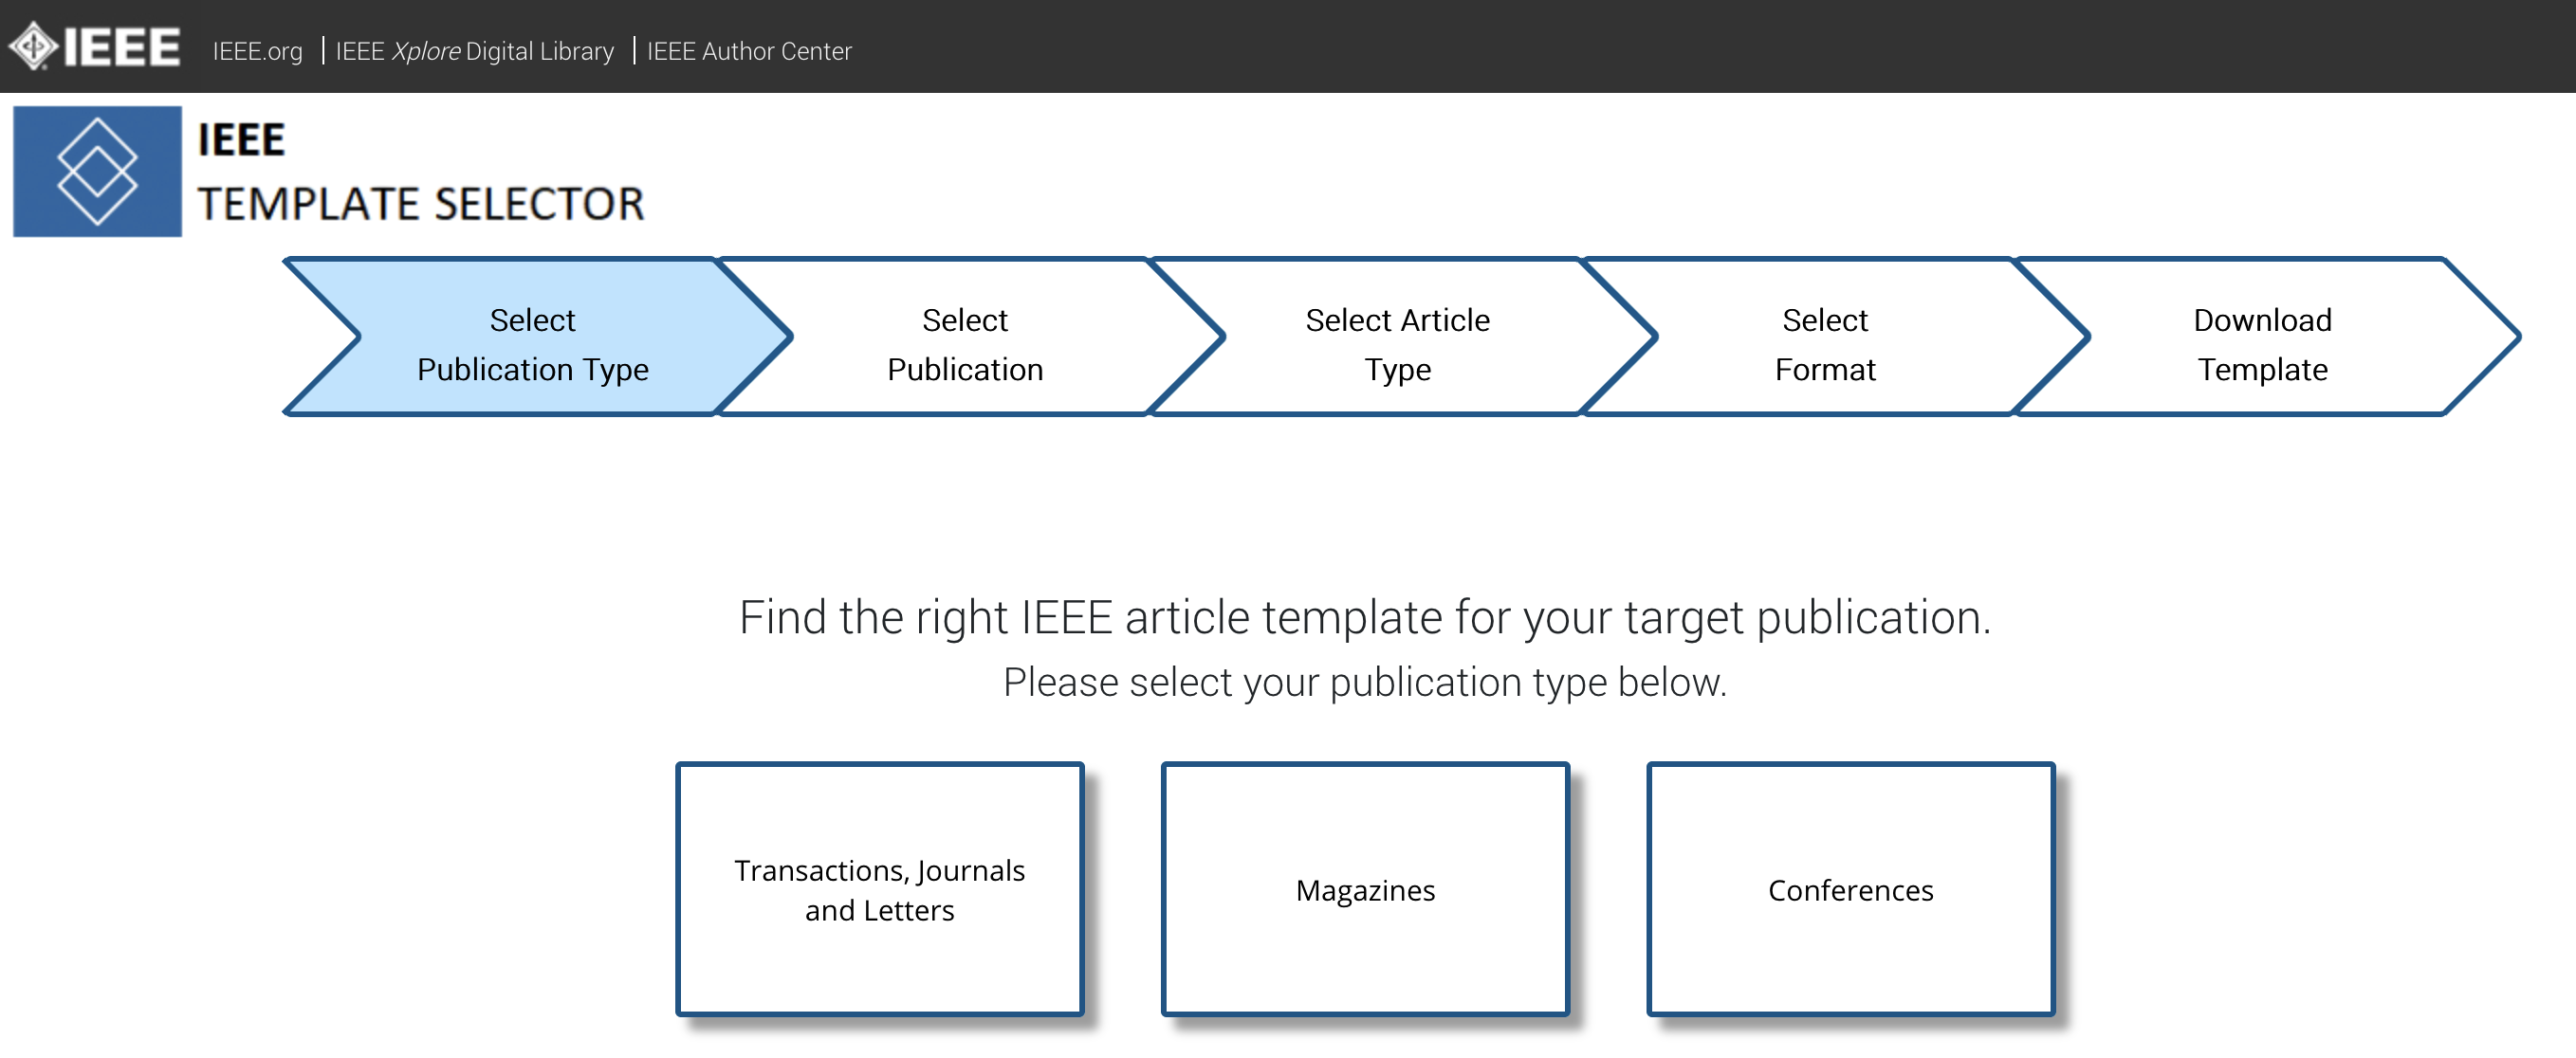 IEEE IEEE.org | IEEE Xplore Digital Library | IEEE Author Center
IEEE
TEMPLATE SELECTOR
Select
Publication Type
Select
Publication
Select Article
Type
Select
Format
Download
Template
Find the right IEEE article template for your target publication.
Please select your publication type below.
Transactions, Journals
and Letters
Magazines
Conferences